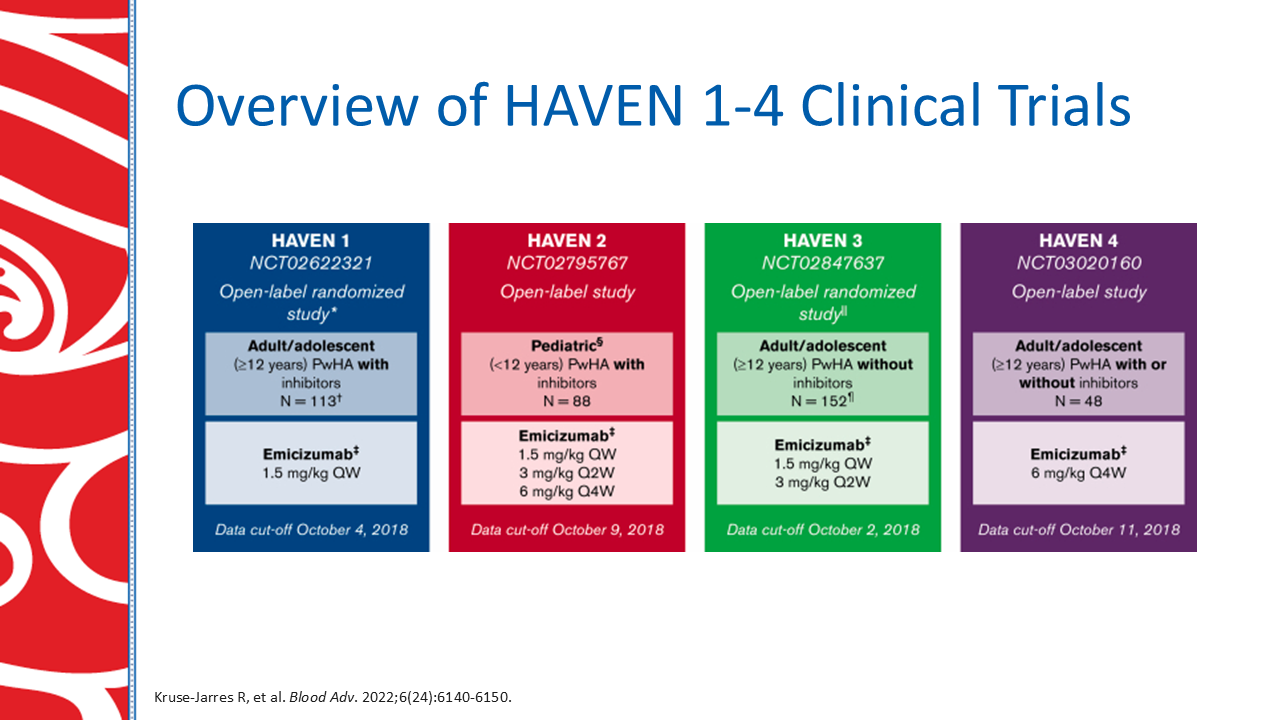 Overview of HAVEN 1-4 Clinical Trials
HAVEN 1
NCT02622321
Open-label randomized
study*
Adult/adolescent
(≥12 years) PwHA with
inhibitors
N = 113†
Emicizumab‡
1.5 mg/kg QW
Data cut-off October 4, 2018
HAVEN 2
NCT02795767
Open-label study
Pediatric§
(<12 years) PwHA with
inhibitors
N = 88
Emicizumab‡
1.5 mg/kg QW
3 mg/kg Q2W
6 mg/kg Q4W
Data cut-off October 9, 2018
HAVEN 3
NCT02847637
Open-label randomized
study||
Adult/adolescent
(≥12 years) PwHA without
inhibitors
N = 152¶
Emicizumab‡
1.5 mg/kg QW
3 mg/kg Q2W
Data cut-off October 2, 2018
HAVEN 4
NCT03020160
Open-label study
Adult/adolescent
(≥12 years) PwHA with or
without inhibitors
N = 48
Emicizumab‡
6 mg/kg Q4W
Data cut-off October 11, 2018
Kruse-Jarres R, et al. Blood Adv. 2022;6(24):6140-6150.